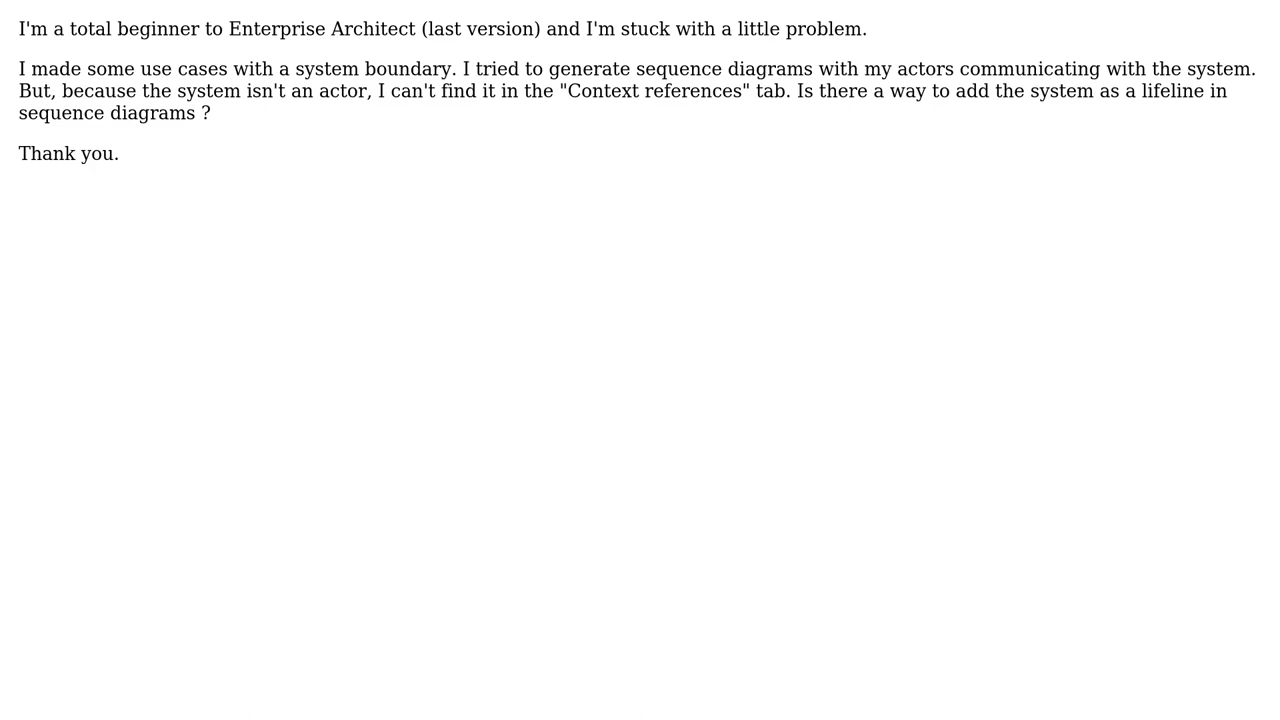 I'm a total beginner to Enterprise Architect (last version) and I'm stuck with a little problem.
I made some use cases with a system boundary. I tried to generate sequence diagrams with my actors communicating with the system.
But, because the system isn't an actor, I can't find it in the "Context references" tab. Is there a way to add the system as a lifeline in
sequence diagrams ?
Thank you.